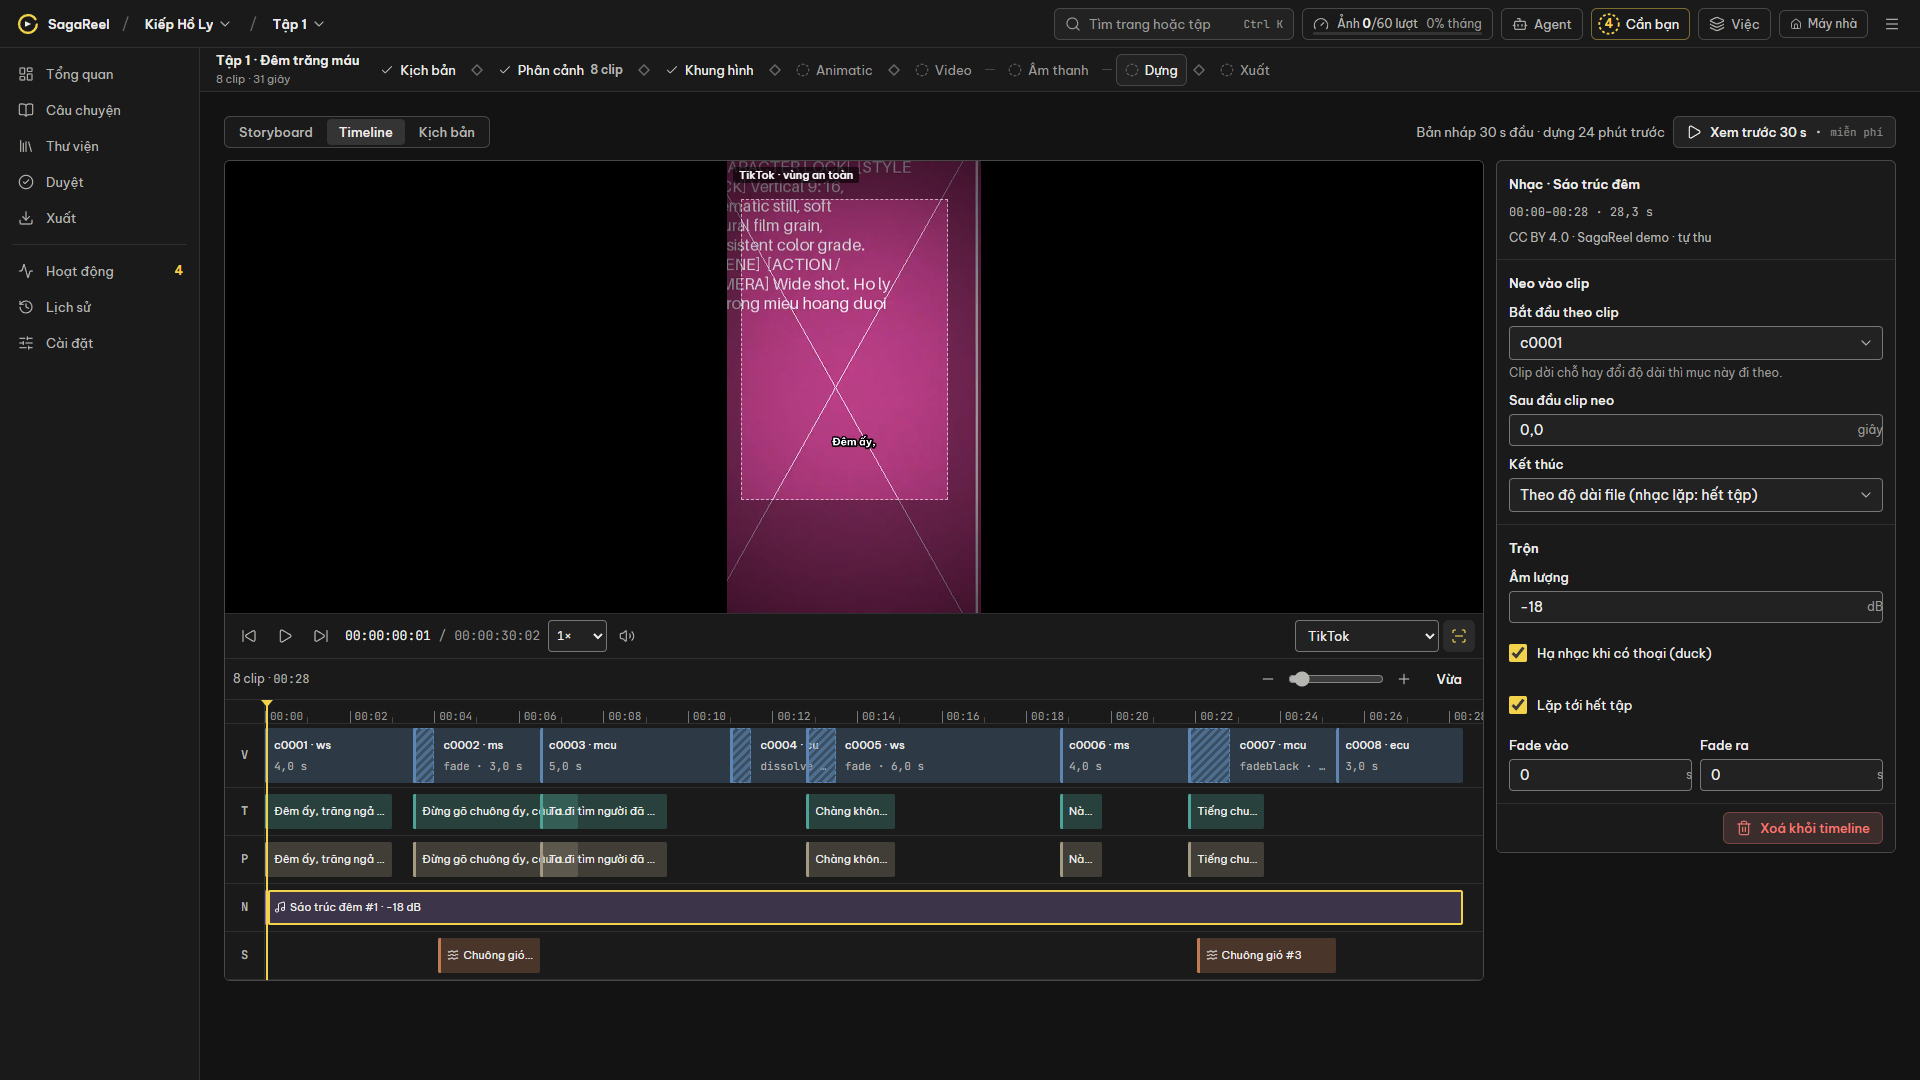 SagaReel / Kiếp Hồ Ly / Tập 1
Tìm trang hoặc tập Ctrl K
Ảnh 0/60 lượt 0% tháng
Agent
4 Cần bạn
Việc
Máy nhà
Tổng quan
Câu chuyện
Thư viện
Duyệt
Xuất
Hoạt động 4
Lịch sử
Cài đặt
Tập 1 · Đêm trăng máu
8 clip · 31 giây
Kịch bản
Phân cảnh 8 clip
Khung hình
Animatic
Video
Âm thanh
Dựng
Xuất
Storyboard Timeline Kịch bản
Bản nháp 30 s đầu · dựng 24 phút trước
Xem trước 30 s • miễn phí
TikTok · vùng an toàn
Vertical 9:16,
still, soft
film grain,
color grade.
[ACTION /
Wide shot. Ho ly
mieu hoang duoi
Đêm ấy,
00:00:00:01 / 00:00:30:02 1×
TikTok
8 clip · 00:28
Vừa
00:00 00:02 00:04 00:06 00:08 00:10 00:12 00:14 00:16 00:18 00:20 00:22 00:24 00:26
V
c0001 · ws
4,0 s
c0002 · ms
fade · 3,0 s
c0003 · mcu
5,0 s
c0004 ·
dissolve …
c0005 · ws
fade · 6,0 s
c0006 · ms
4,0 s
c0007 · mcu
fadeblack · …
c0008 · ecu
3,0 s
T
Đêm ấy, trăng ngả ...
Đừng gõ chuông ấy,
đi tìm người đã ...
Chàng khôn...
Nà...
Tiếng chu...
P
Đêm ấy, trăng ngả ...
Đừng gõ chuông ấy,
đi tìm người đã ...
Chàng khôn...
Nà...
Tiếng chu...
N
Sáo trúc đêm #1 · -18 dB
S
Chuông gió...
Chuông gió #3
Nhạc · Sáo trúc đêm
00:00–00:28 · 28,3 s
CC BY 4.0 · SagaReel demo · tự thu
Neo vào clip
Bắt đầu theo clip
c0001
Clip dời chỗ hay đổi độ dài thì mục này đi theo.
Sau đầu clip neo
0,0 giây
Kết thúc
Theo độ dài file (nhạc lặp: hết tập)
Trộn
Âm lượng
-18 dB
Hạ nhạc khi có thoại (duck)
Lặp tới hết tập
Fade vào Fade ra
0 s 0 s
Xoá khỏi timeline